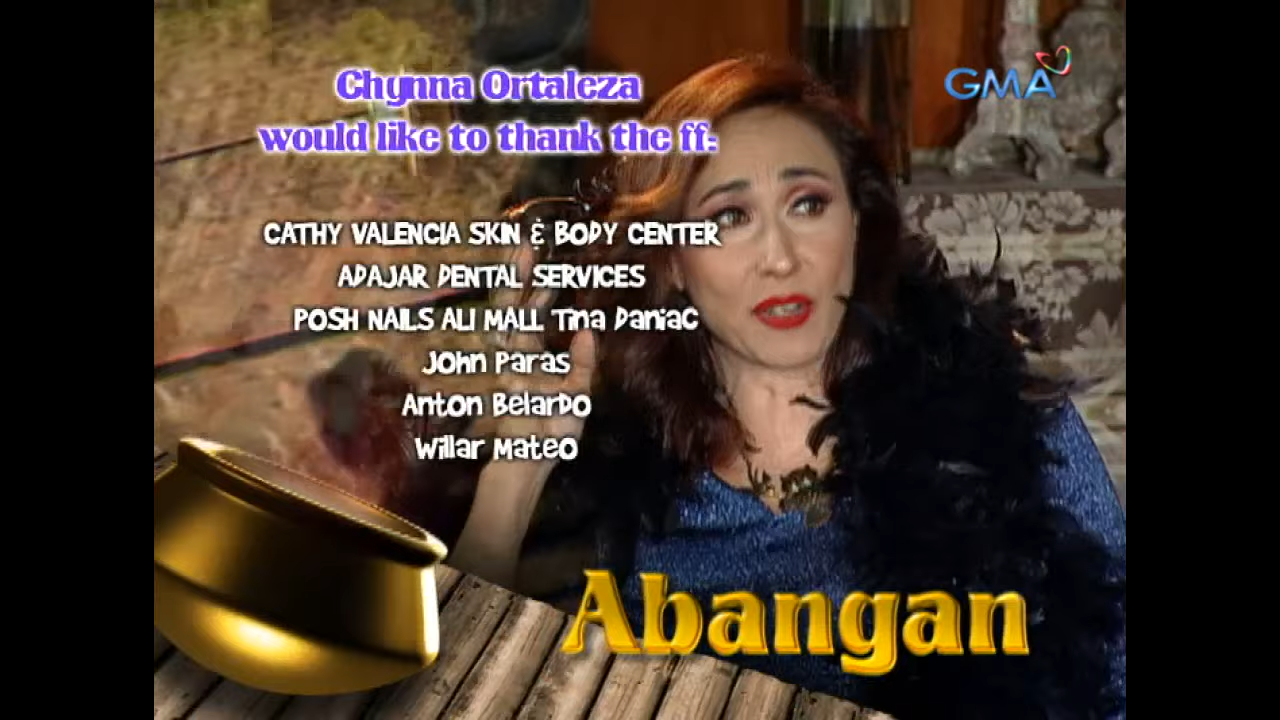 Chynna Ortaleza
would like to thank the ff:
GMA
CATHY VALENCIA SKIN & BODY CENTER
ADAJAR DENTAL SERVICES
POSH NAILS ALI MALL Tina Daniac
John Paras
Anton Belardo
Willar Mateo
Abangan